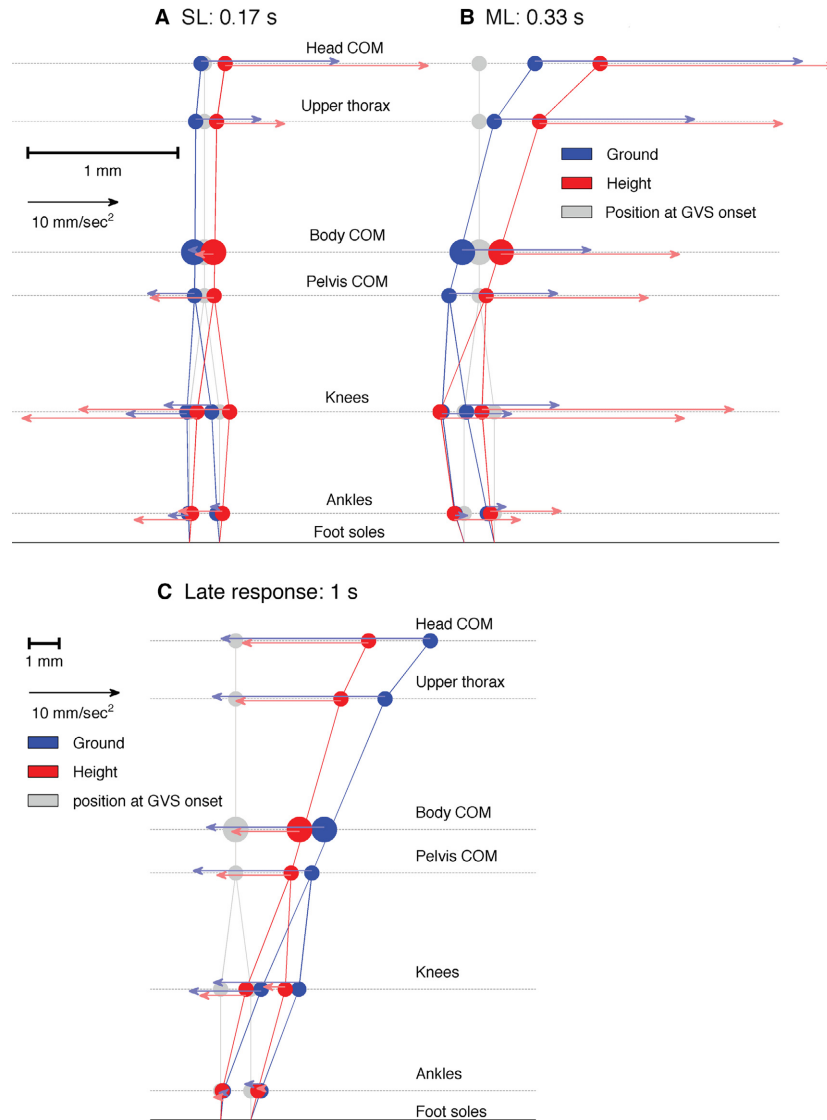 A SL: 0.17 s
B ML: 0.33 s
Head COM
Upper thorax
1 mm
10 mm/sec2
Ground
Height
Position at GVS onset
Body COM
Pelvis COM
Knees
Ankles
Foot soles
C Late response: 1 s
Head COM
1 mm
Upper thorax
10 mm/sec2
Ground
Height
position at GVS onset
Body COM
Pelvis COM
Knees
Ankles
Foot soles